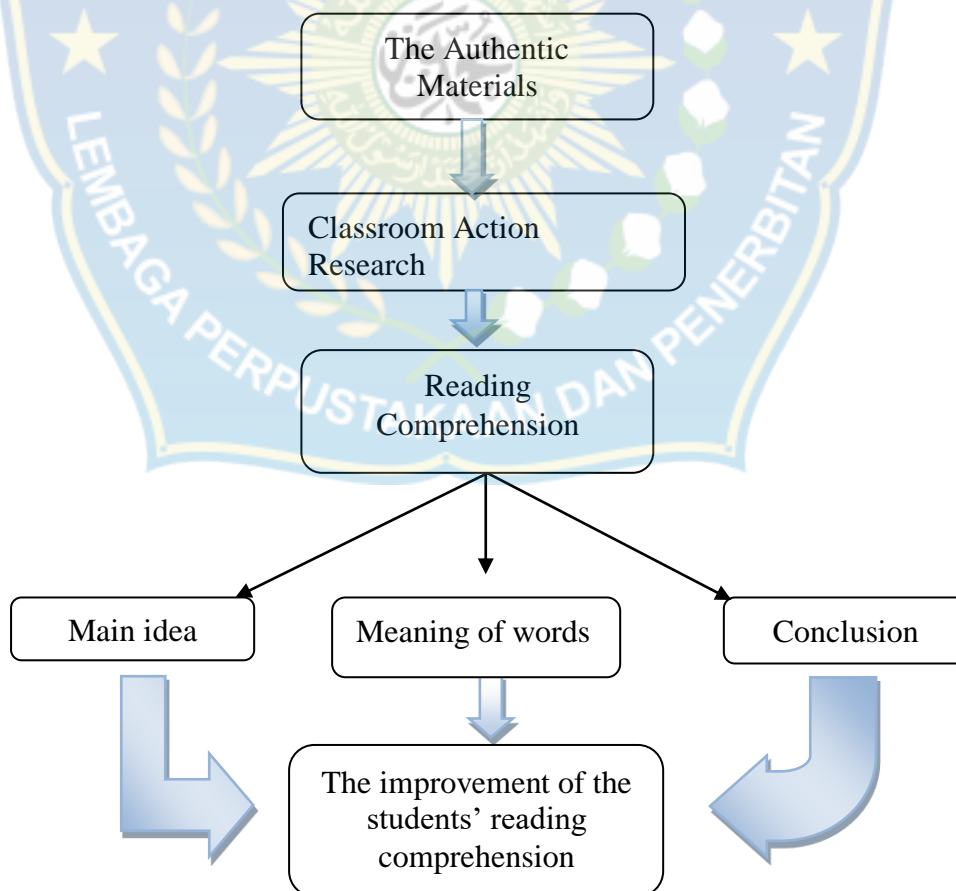 The Authentic
Materials
Classroom Action
Research
Reading
Comprehension
Main idea
Meaning of words
Conclusion
The improvement of the
students’ reading
comprehension
LEMBAGA PERPUSTAKAAN DAN PENERBITAN